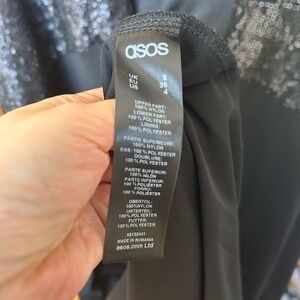 asos
UK 8
EU 36
US 4
UPPER PART:
100% NYLON
LOWER PART:
100% POLYESTER
LINING:
100% POLYESTER
PARTIE SUPERIEURE:
100% NYLON
BAS: 100% POLYESTER
DOUBLURE:
100% POLYESTER
PARTE SUPERIOR:
100% NILÓN
PARTE INFERIOR:
100% POLIÉSTER
FORRO:
100% POLIÉSTER
OBERTEIL:
100%NYLON
UNTERTEIL:
100% POLYESTER
FUTTER:
100% POLYESTER
MADE IN ROMANIA
asos.com Ltd